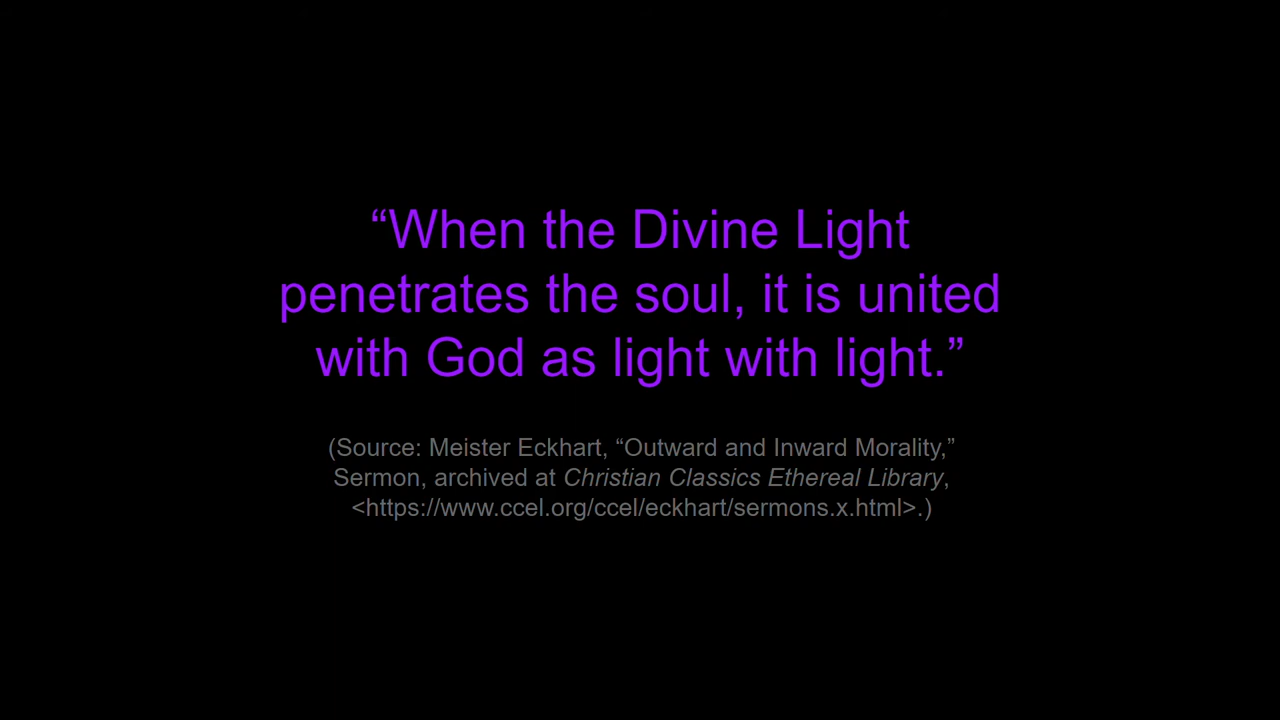 “When the Divine Light
penetrates the soul, it is united
with God as light with light.”
(Source: Meister Eckhart, “Outward and Inward Morality,”
Sermon, archived at Christian Classics Ethereal Library,
<https://www.ccel.org/ccel/eckhart/sermons.x.html>.)